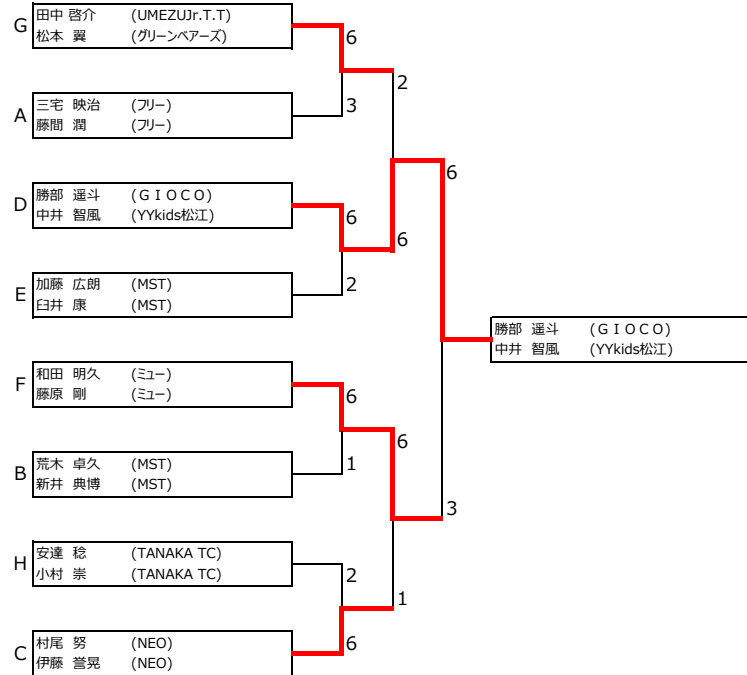 G
田中 啓介 (UMEZUJr.T.T)
松本 翼 (グリーンベアーズ)
6
2
A
三宅 映治 (フリー)
藤間 潤 (フリー)
3
6
D
勝部 遥斗 (GIOCO)
中井 智風 (YYkids松江)
6
6
E
加藤 広朗 (MST)
臼井 康 (MST)
2
勝部 遥斗 (GIOCO)
中井 智風 (YYkids松江)
F
和田 明久 (ミュー)
藤原 剛 (ミュー)
6
6
B
荒木 卓久 (MST)
新井 典博 (MST)
1
3
H
安達 稔 (TANAKA TC)
小村 崇 (TANAKA TC)
2
1
C
村尾 努 (NEO)
伊藤 誉晃 (NEO)
6